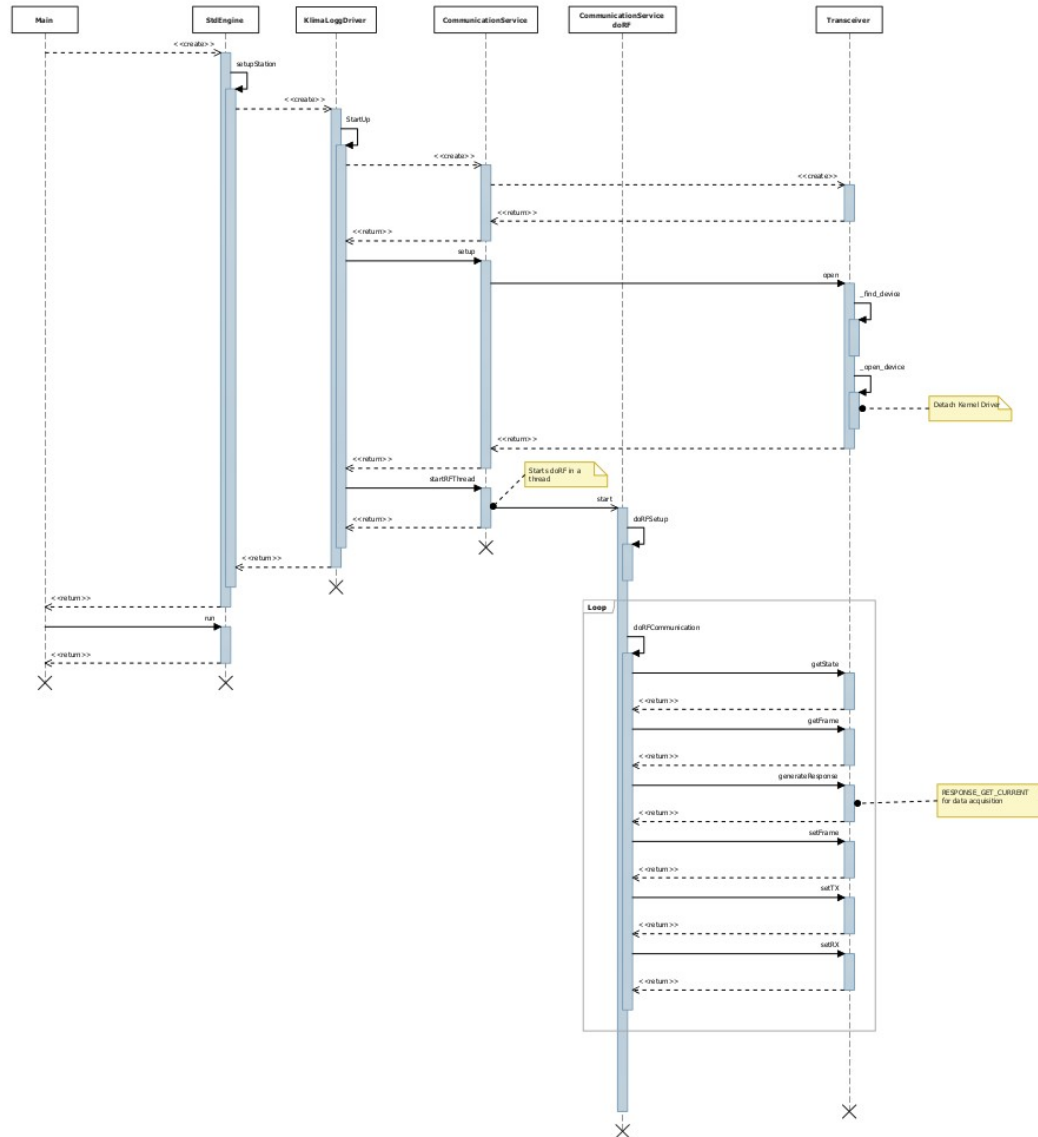 Main
StdEngine
KlimaLoggDriver
CommunicationService
CommunicationService
doRF
Transceiver
<<create>>
setupStation
<<create>>
StartUp
<<create>>
<<create>>
<<return>>
<<return>>
setup
open
_find_device
_open_device
Detach Kernel Driver
<<return>>
<<return>>
Starts doRF in a
thread
startRFThread
start
doRFSetup
<<return>>
<<return>>
<<return>>
Loop
run
doRFCommunication
<<return>>
getState
<<return>>
getFrame
<<return>>
generateResponse
RESPONSE_GET_CURRENT
for data acquisition
<<return>>
setFrame
<<return>>
setTX
<<return>>
setRX
<<return>>